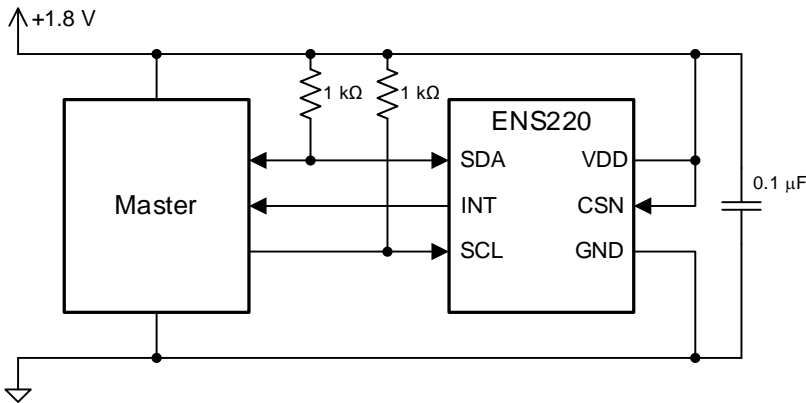 +1.8 V
1 kΩ
1 kΩ
ENS220
SDA
VDD
Master
INT
CSN
0.1 µF
SCL
GND